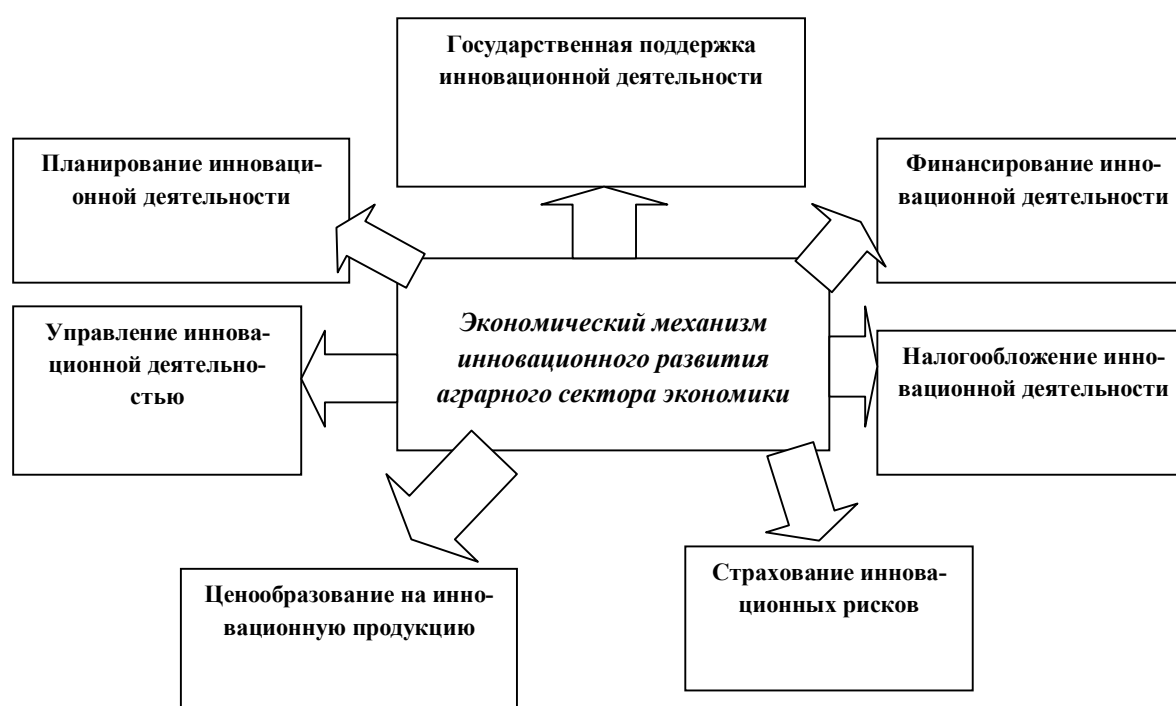 Государственная поддержка
инновационной деятельности
Планирование инноваци-
онной деятельности
Финансирование инно-
вационной деятельности
Экономический механизм
инновационного развития
аграрного сектора экономики
Управление иннова-
ционной деятельно-
стью
Налогообложение инно-
вационной деятельности
Ценообразование на инно-
вационную продукцию
Страхование иннова-
ционных рисков